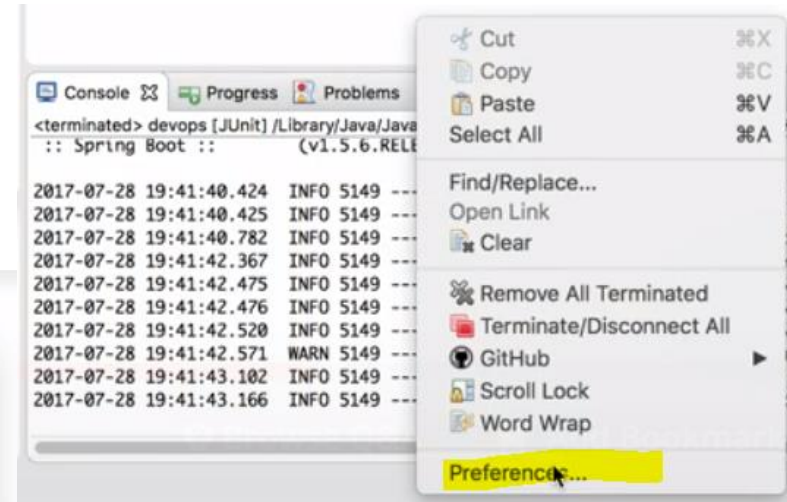 Console Progress Problems
<terminated> devops [JUnit] /Library/Java/Java
:: Spring Boot :: (v1.5.6.RELE
2017-07-28 19:41:40.424 INFO 5149 ---
2017-07-28 19:41:40.425 INFO 5149 ---
2017-07-28 19:41:40.782 INFO 5149 ---
2017-07-28 19:41:42.367 INFO 5149 ---
2017-07-28 19:41:42.475 INFO 5149 ---
2017-07-28 19:41:42.476 INFO 5149 ---
2017-07-28 19:41:42.520 INFO 5149 ---
2017-07-28 19:41:42.571 WARN 5149 ---
2017-07-28 19:41:43.102 INFO 5149 ---
2017-07-28 19:41:43.166 INFO 5149 ---
Cut ⌘X
Copy ⌘C
Paste ⌘V
Select All ⌘A
Find/Replace...
Open Link
Clear
Remove All Terminated
Terminate/Disconnect All
GitHub
Scroll Lock
Word Wrap
Preferences...